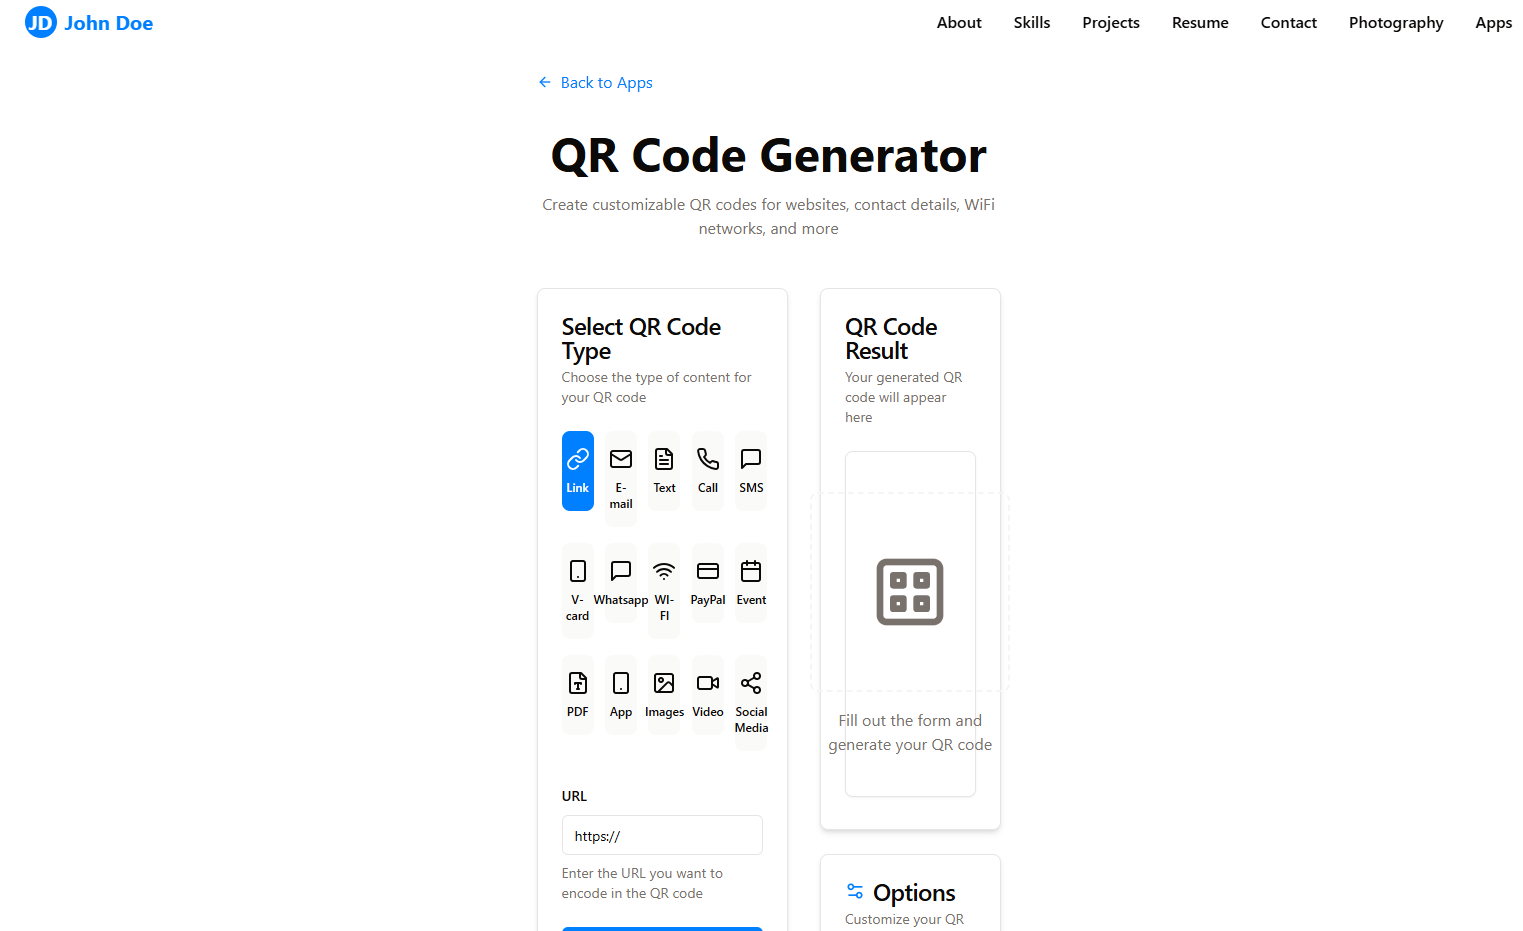 JD John Doe
About Skills Projects Resume Contact Photography Apps
Back to Apps
QR Code Generator
Create customizable QR codes for websites, contact details, WiFi
networks, and more
Select QR Code
Type
Choose the type of content for
your QR code
Link
E-
mail
Text
Call
SMS
V-
card
Whatsapp
WI-
FI
PayPal
Event
PDF
App
Images
Video
Social
Media
URL
https://
Enter the URL you want to
encode in the QR code
QR Code
Result
Your generated QR
code will appear
here
Fill out the form and
generate your QR code
Options
Customize your QR